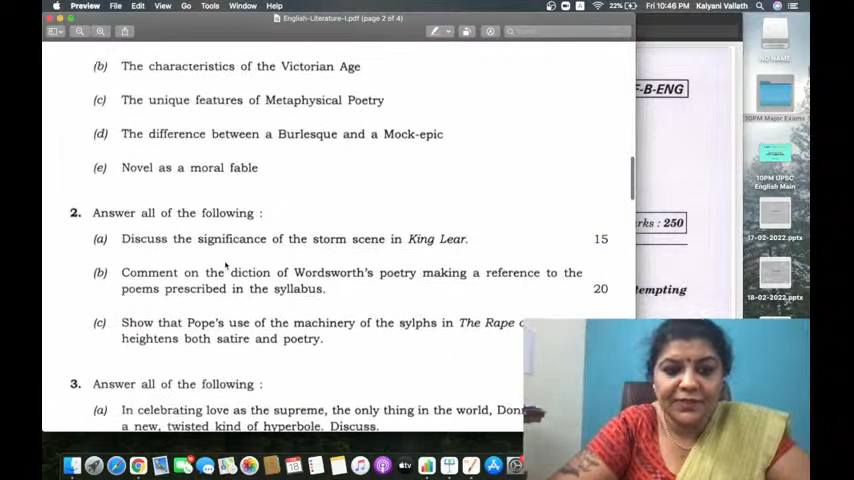 Preview File Edit View Go Tools Window Help
22% Fri 10:46 PM Kalyani Vallath
English-Literature-I.pdf (page 2 of 4)
Search
(b) The characteristics of the Victorian Age
(c) The unique features of Metaphysical Poetry
(d) The difference between a Burlesque and a Mock-epic
(e) Novel as a moral fable
2. Answer all of the following :
(a) Discuss the significance of the storm scene in King Lear. 15
(b) Comment on the diction of Wordsworth's poetry making a reference to the
poems prescribed in the syllabus. 20
(c) Show that Pope's use of the machinery of the sylphs in The Rape
heightens both satire and poetry.
3. Answer all of the following :
(a) In celebrating love as the supreme, the only thing in the world,
a new, twisted kind of hyperbole. Discuss.
F-B-ENG
rks : 250
tempting
NO NAME
10PM Major Exams
10PM UPSC
English Main
17-02-2022.pptx
18-02-2022.pptx